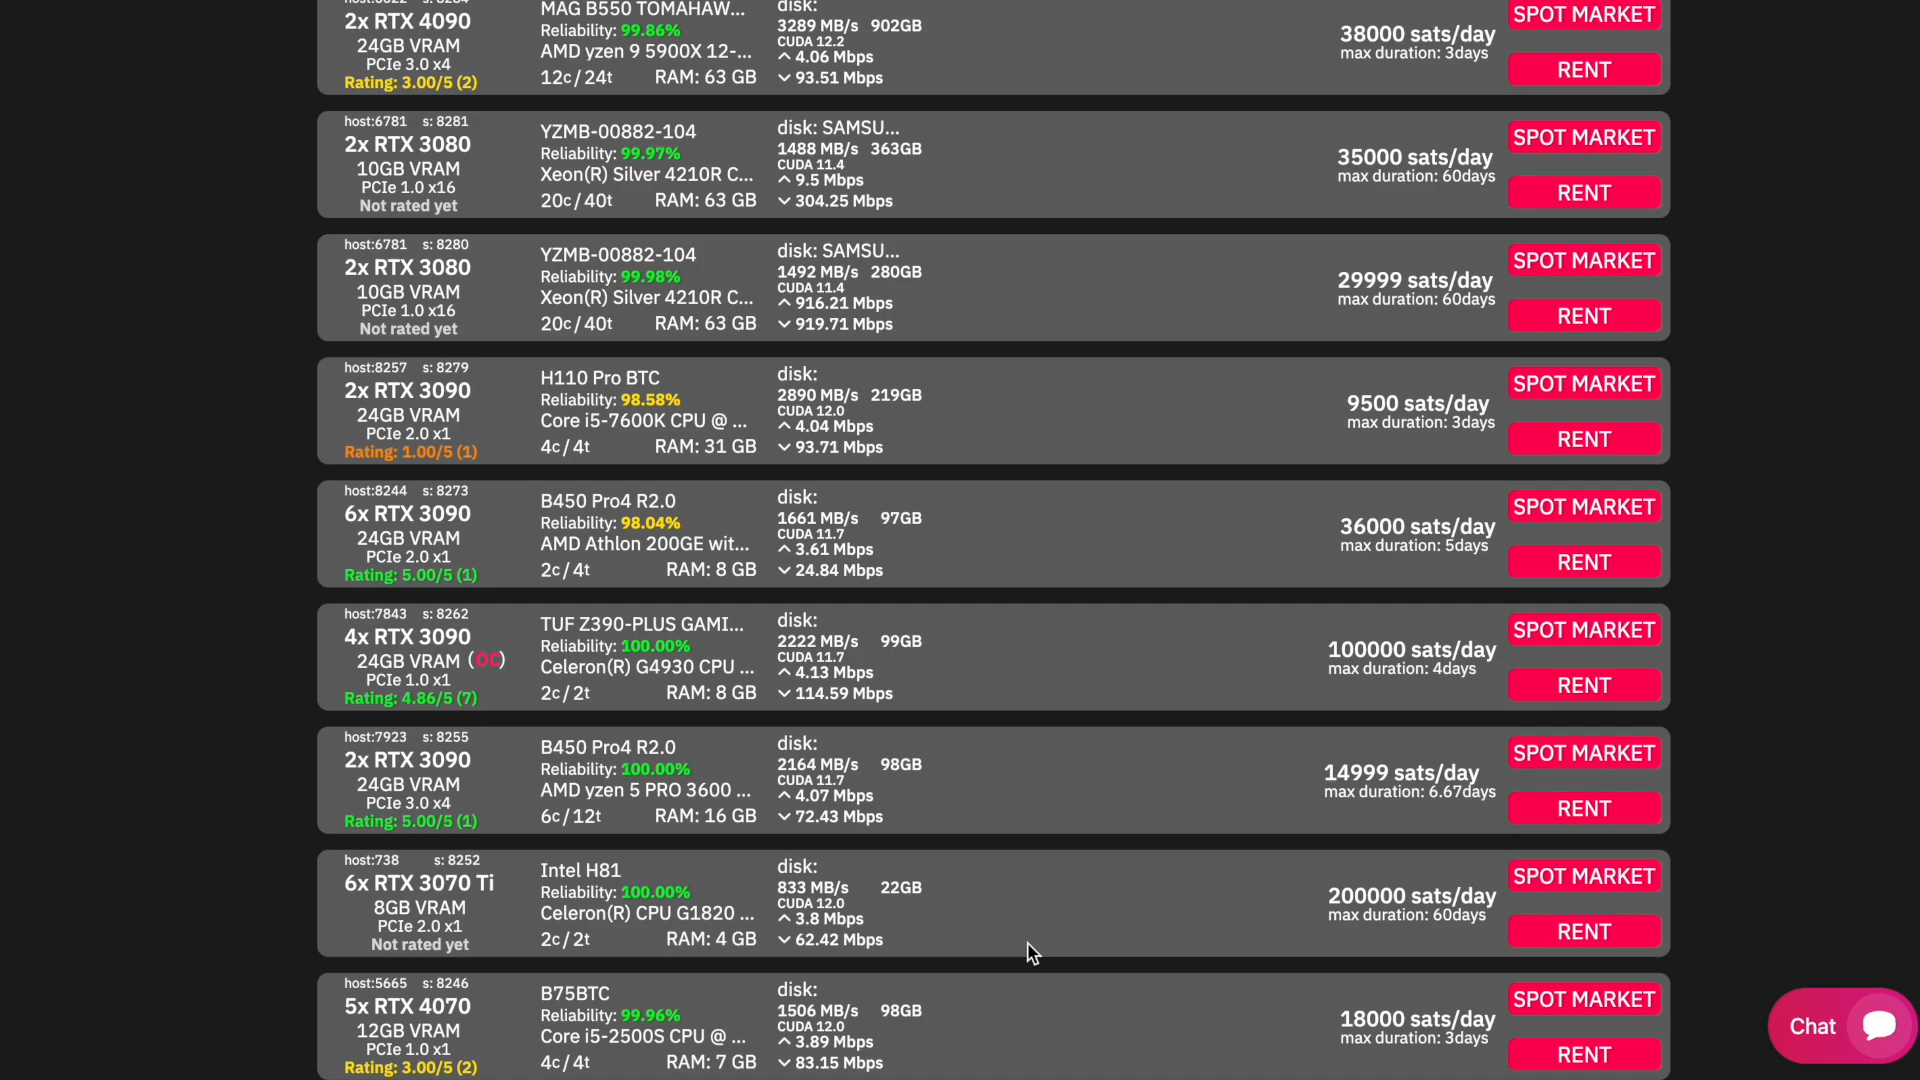 2x RTX 4090
24GB VRAM
PCIe 3.0 x4
Rating: 3.00/5 (2)
MAG B550 TOMAHAW...
Reliability: 99.86%
AMD yzen 9 5900X 12-...
12c/24t RAM: 63 GB
disk:
3289 MB/s 902GB
CUDA 12.2
4.06 Mbps
93.51 Mbps
38000 sats/day
max duration: 3days
SPOT MARKET
RENT
host:6781 s: 8281
2x RTX 3080
10GB VRAM
PCIe 1.0 x16
Not rated yet
YZMB-00882-104
Reliability: 99.97%
Xeon(R) Silver 4210R C...
20c/40t RAM: 63 GB
disk: SAMSU...
1488 MB/s 363GB
CUDA 11.4
9.5 Mbps
304.25 Mbps
35000 sats/day
max duration: 60days
SPOT MARKET
RENT
host:6781 s: 8280
2x RTX 3080
10GB VRAM
PCIe 1.0 x16
Not rated yet
YZMB-00882-104
Reliability: 99.98%
Xeon(R) Silver 4210R C...
20c/40t RAM: 63 GB
disk: SAMSU...
1492 MB/s 280GB
CUDA 11.4
916.21 Mbps
919.71 Mbps
29999 sats/day
max duration: 60days
SPOT MARKET
RENT
host:8257 s: 8279
2x RTX 3090
24GB VRAM
PCIe 2.0 x1
Rating: 1.00/5 (1)
H110 Pro BTC
Reliability: 98.58%
Core i5-7600K CPU @ ...
4c/4t RAM: 31 GB
disk:
2890 MB/s 219GB
CUDA 12.0
4.04 Mbps
93.71 Mbps
9500 sats/day
max duration: 3days
SPOT MARKET
RENT
host:8244 s: 8273
6x RTX 3090
24GB VRAM
PCIe 2.0 x1
Rating: 5.00/5 (1)
B450 Pro4 R2.0
Reliability: 98.04%
AMD Athlon 200GE wit...
2c/4t RAM: 8 GB
disk:
1661 MB/s 97GB
CUDA 11.7
3.61 Mbps
24.84 Mbps
36000 sats/day
max duration: 5days
SPOT MARKET
RENT
host:7843 s: 8262
4x RTX 3090
24GB VRAM (OC)
PCIe 1.0 x1
Rating: 4.86/5 (7)
TUF Z390-PLUS GAMI...
Reliability: 100.00%
Celeron(R) G4930 CPU ...
2c/2t RAM: 8 GB
disk:
2222 MB/s 99GB
CUDA 11.7
4.13 Mbps
114.59 Mbps
100000 sats/day
max duration: 4days
SPOT MARKET
RENT
host:7923 s: 8255
2x RTX 3090
24GB VRAM
PCIe 3.0 x4
Rating: 5.00/5 (1)
B450 Pro4 R2.0
Reliability: 100.00%
AMD yzen 5 PRO 3600 ...
6c/12t RAM: 16 GB
disk:
2164 MB/s 98GB
CUDA 11.7
4.07 Mbps
72.43 Mbps
14999 sats/day
max duration: 6.67days
SPOT MARKET
RENT
host:738 s: 8252
6x RTX 3070 Ti
8GB VRAM
PCIe 2.0 x1
Not rated yet
Intel H81
Reliability: 100.00%
Celeron(R) CPU G1820 ...
2c/2t RAM: 4 GB
disk:
833 MB/s 22GB
CUDA 12.0
3.8 Mbps
62.42 Mbps
200000 sats/day
max duration: 60days
SPOT MARKET
RENT
host:5665 s: 8246
5x RTX 4070
12GB VRAM
PCIe 1.0 x1
Rating: 3.00/5 (2)
B75BTC
Reliability: 99.96%
Core i5-2500S CPU @ ...
4c/4t RAM: 7 GB
disk:
1506 MB/s 98GB
CUDA 12.0
3.89 Mbps
83.15 Mbps
18000 sats/day
max duration: 3days
SPOT MARKET
RENT
Chat